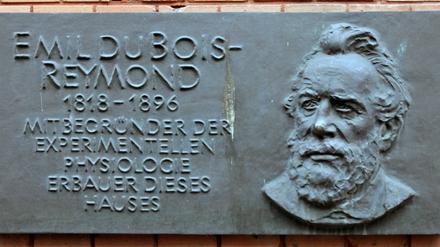 EMIL DU BOIS-
REYMOND
1818-1896
MITBEGRÜNDER DER
EXPERIMENTELLEN
PHYSIOLOGIE
ERBAUER DIESES
HAUSES